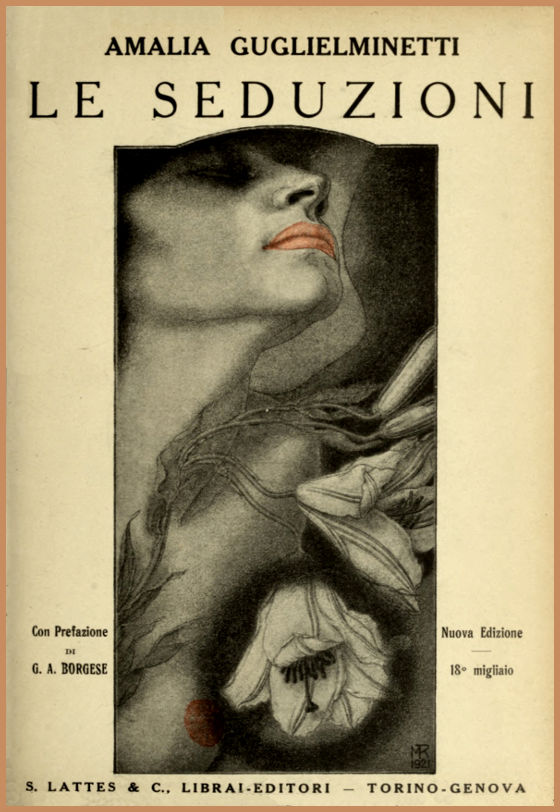 AMALIA GUGLIELMINETTI
LE SEDUZIONI
Con Prefazione
DI
G. A. BORGESE
Nuova Edizione
18° migliaio
MR
1921
S. LATTES & C., LIBRAI-EDITORI — TORINO-GENOVA